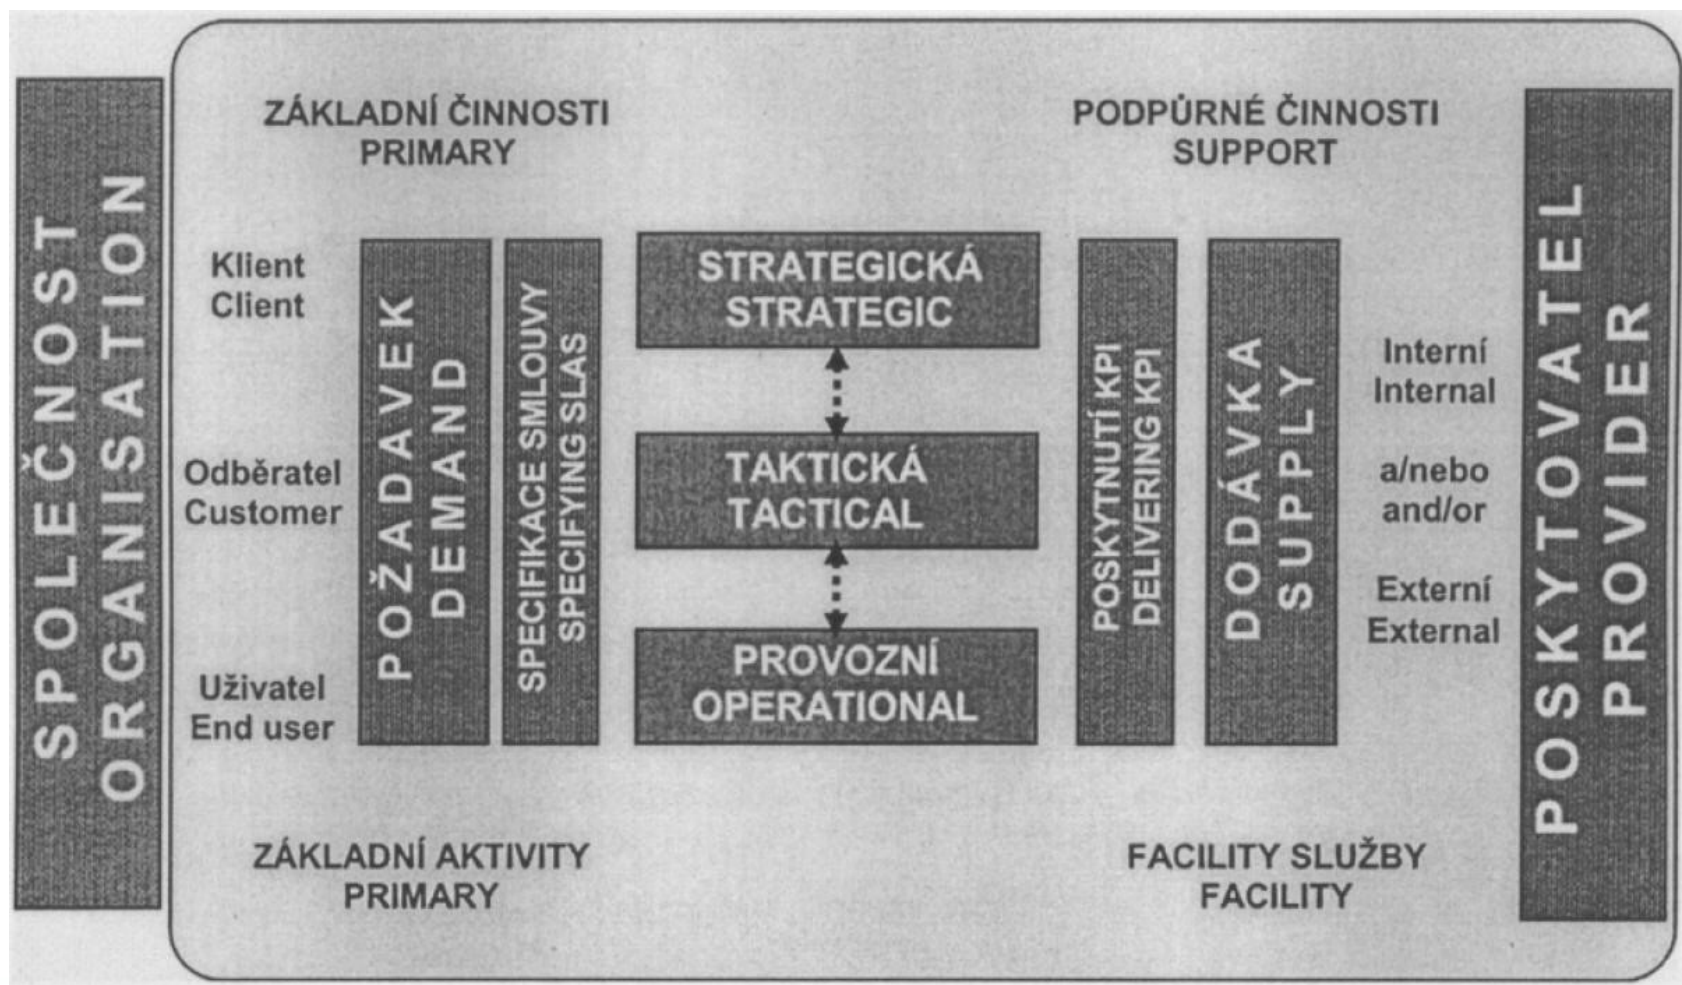 SPOLEČNOST
ORGANISATION
ZÁKLADNÍ ČINNOSTI
PRIMARY
Klient
Client
Odběratel
Customer
Uživatel
End user
POŽADAVEK
DEMAND
SPECIFIKACE SMLOUVY
SPECIFYING SLAS
STRATEGICKÁ
STRATEGIC
TAKTICKÁ
TACTICAL
PROVOZNÍ
OPERATIONAL
ZÁKLADNÍ AKTIVITY
PRIMARY
PODPŮRNÉ ČINNOSTI
SUPPORT
POSKYTNUTÍ KPI
DELIVERING KPI
DODÁVKA
SUPPLY
Interní
Internal
a/nebo
and/or
Externí
External
FACILITY SLUŽBY
FACILITY
POSKYTOVATEL
PROVIDER